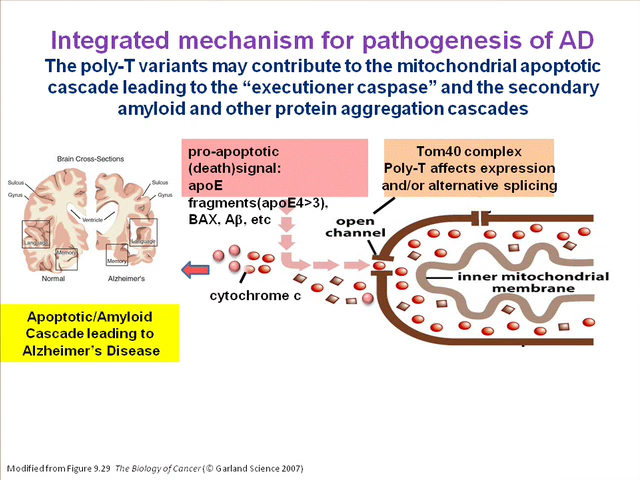 Integrated mechanism for pathogenesis of AD
The poly-T variants may contribute to the mitochondrial apoptotic
cascade leading to the “executioner caspase” and the secondary
amyloid and other protein aggregation cascades
pro-apoptotic
(death)signal:
apoE
fragments(apoE4>3),
BAX, Aβ, etc
Tom40 complex
Poly-T affects expression
and/or alternative splicing
Brain Cross-Sections
Sulcus
Gyrus
Ventricle
Language
Memory
Normal
Sulcus
Gyrus
Language
Memory
Alzheimer's
open
channel
cytochrome c
inner mitochondrial
membrane
Apoptotic/Amyloid
Cascade leading to
Alzheimer’s Disease
Modified from Figure 9.29 The Biology of Cancer (© Garland Science 2007)